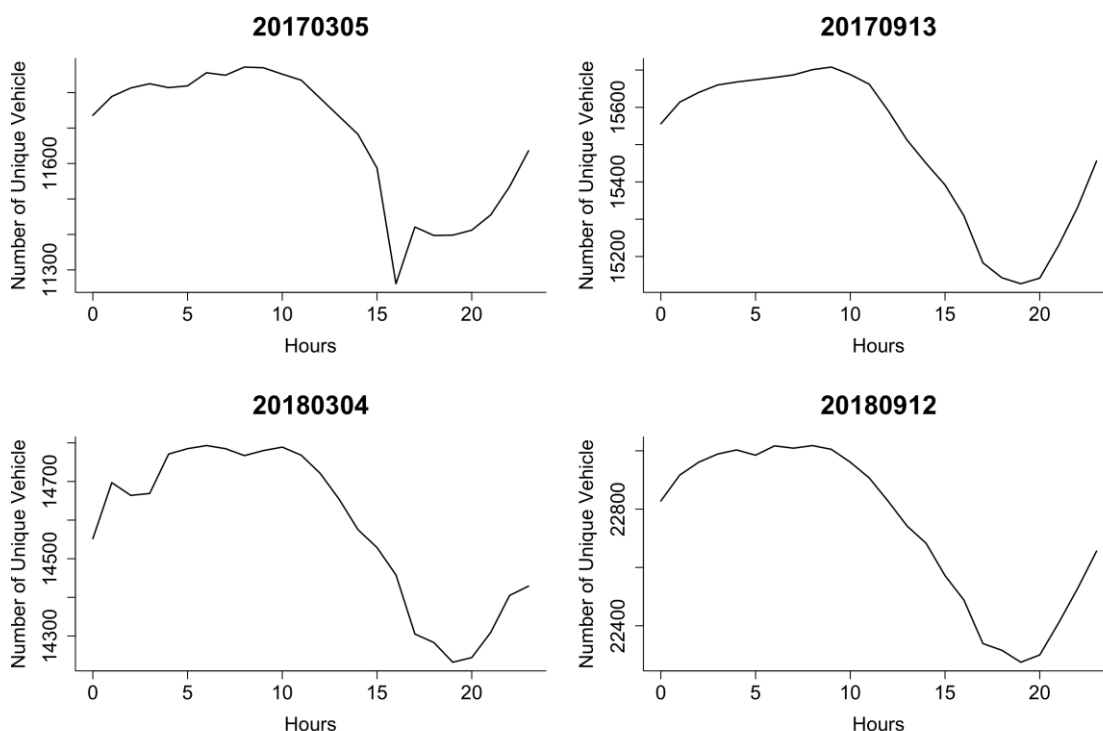 20170305
Number of Unique Vehicle
11600
11300
0 5 10 15 20
Hours
20170913
Number of Unique Vehicle
15600
15400
15200
0 5 10 15 20
Hours
20180304
Number of Unique Vehicle
14700
14500
14300
0 5 10 15 20
Hours
20180912
Number of Unique Vehicle
22800
22400
0 5 10 15 20
Hours